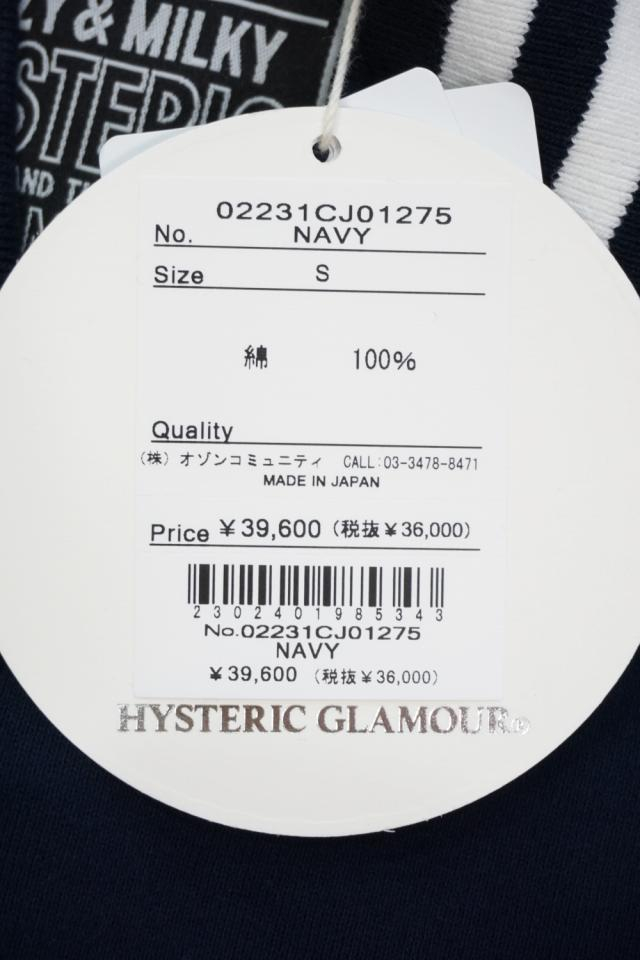 & MILKY
02231CJ01275
No. NAVY
Size S
綿 100%
Quality
(株) オゾンコミュニティ CALL:03-3478-8471
MADE IN JAPAN
Price ￥39,600 (税抜￥36,000)
2302401985343
No.02231CJ01275
NAVY
￥39,600 (税抜￥36,000)
HYSTERIC GLAMOUR®